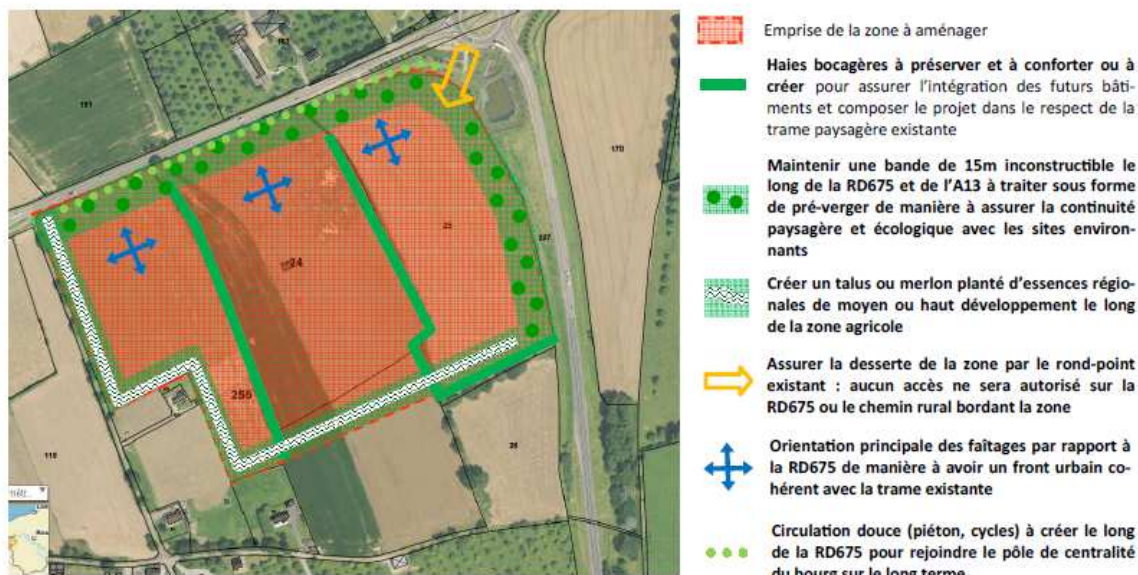 Emprise de la zone à aménager
Haies bocagères à préserver et à conforter ou à
créer pour assurer l'intégration des futurs bâti-
ments et composer le projet dans le respect de la
trame paysagère existante
Maintenir une bande de 15m inconstructible le
long de la RD675 et de l'A13 à traiter sous forme
de pré-verger de manière à assurer la continuité
paysagère et écologique avec les sites environ-
nants
Créer un talus ou merlon planté d'essences régio-
nales de moyen ou haut développement le long
de la zone agricole
Assurer la desserte de la zone par le rond-point
existant : aucun accès ne sera autorisé sur la
RD675 ou le chemin rural bordant la zone
Orientation principale des faîtages par rapport à
la RD675 de manière à avoir un front urbain co-
hérent avec la trame existante
Circulation douce (piéton, cycles) à créer le long
de la RD675 pour rejoindre le pôle de centralité
du bourg sur le long terme
191
170
23
24
26
118